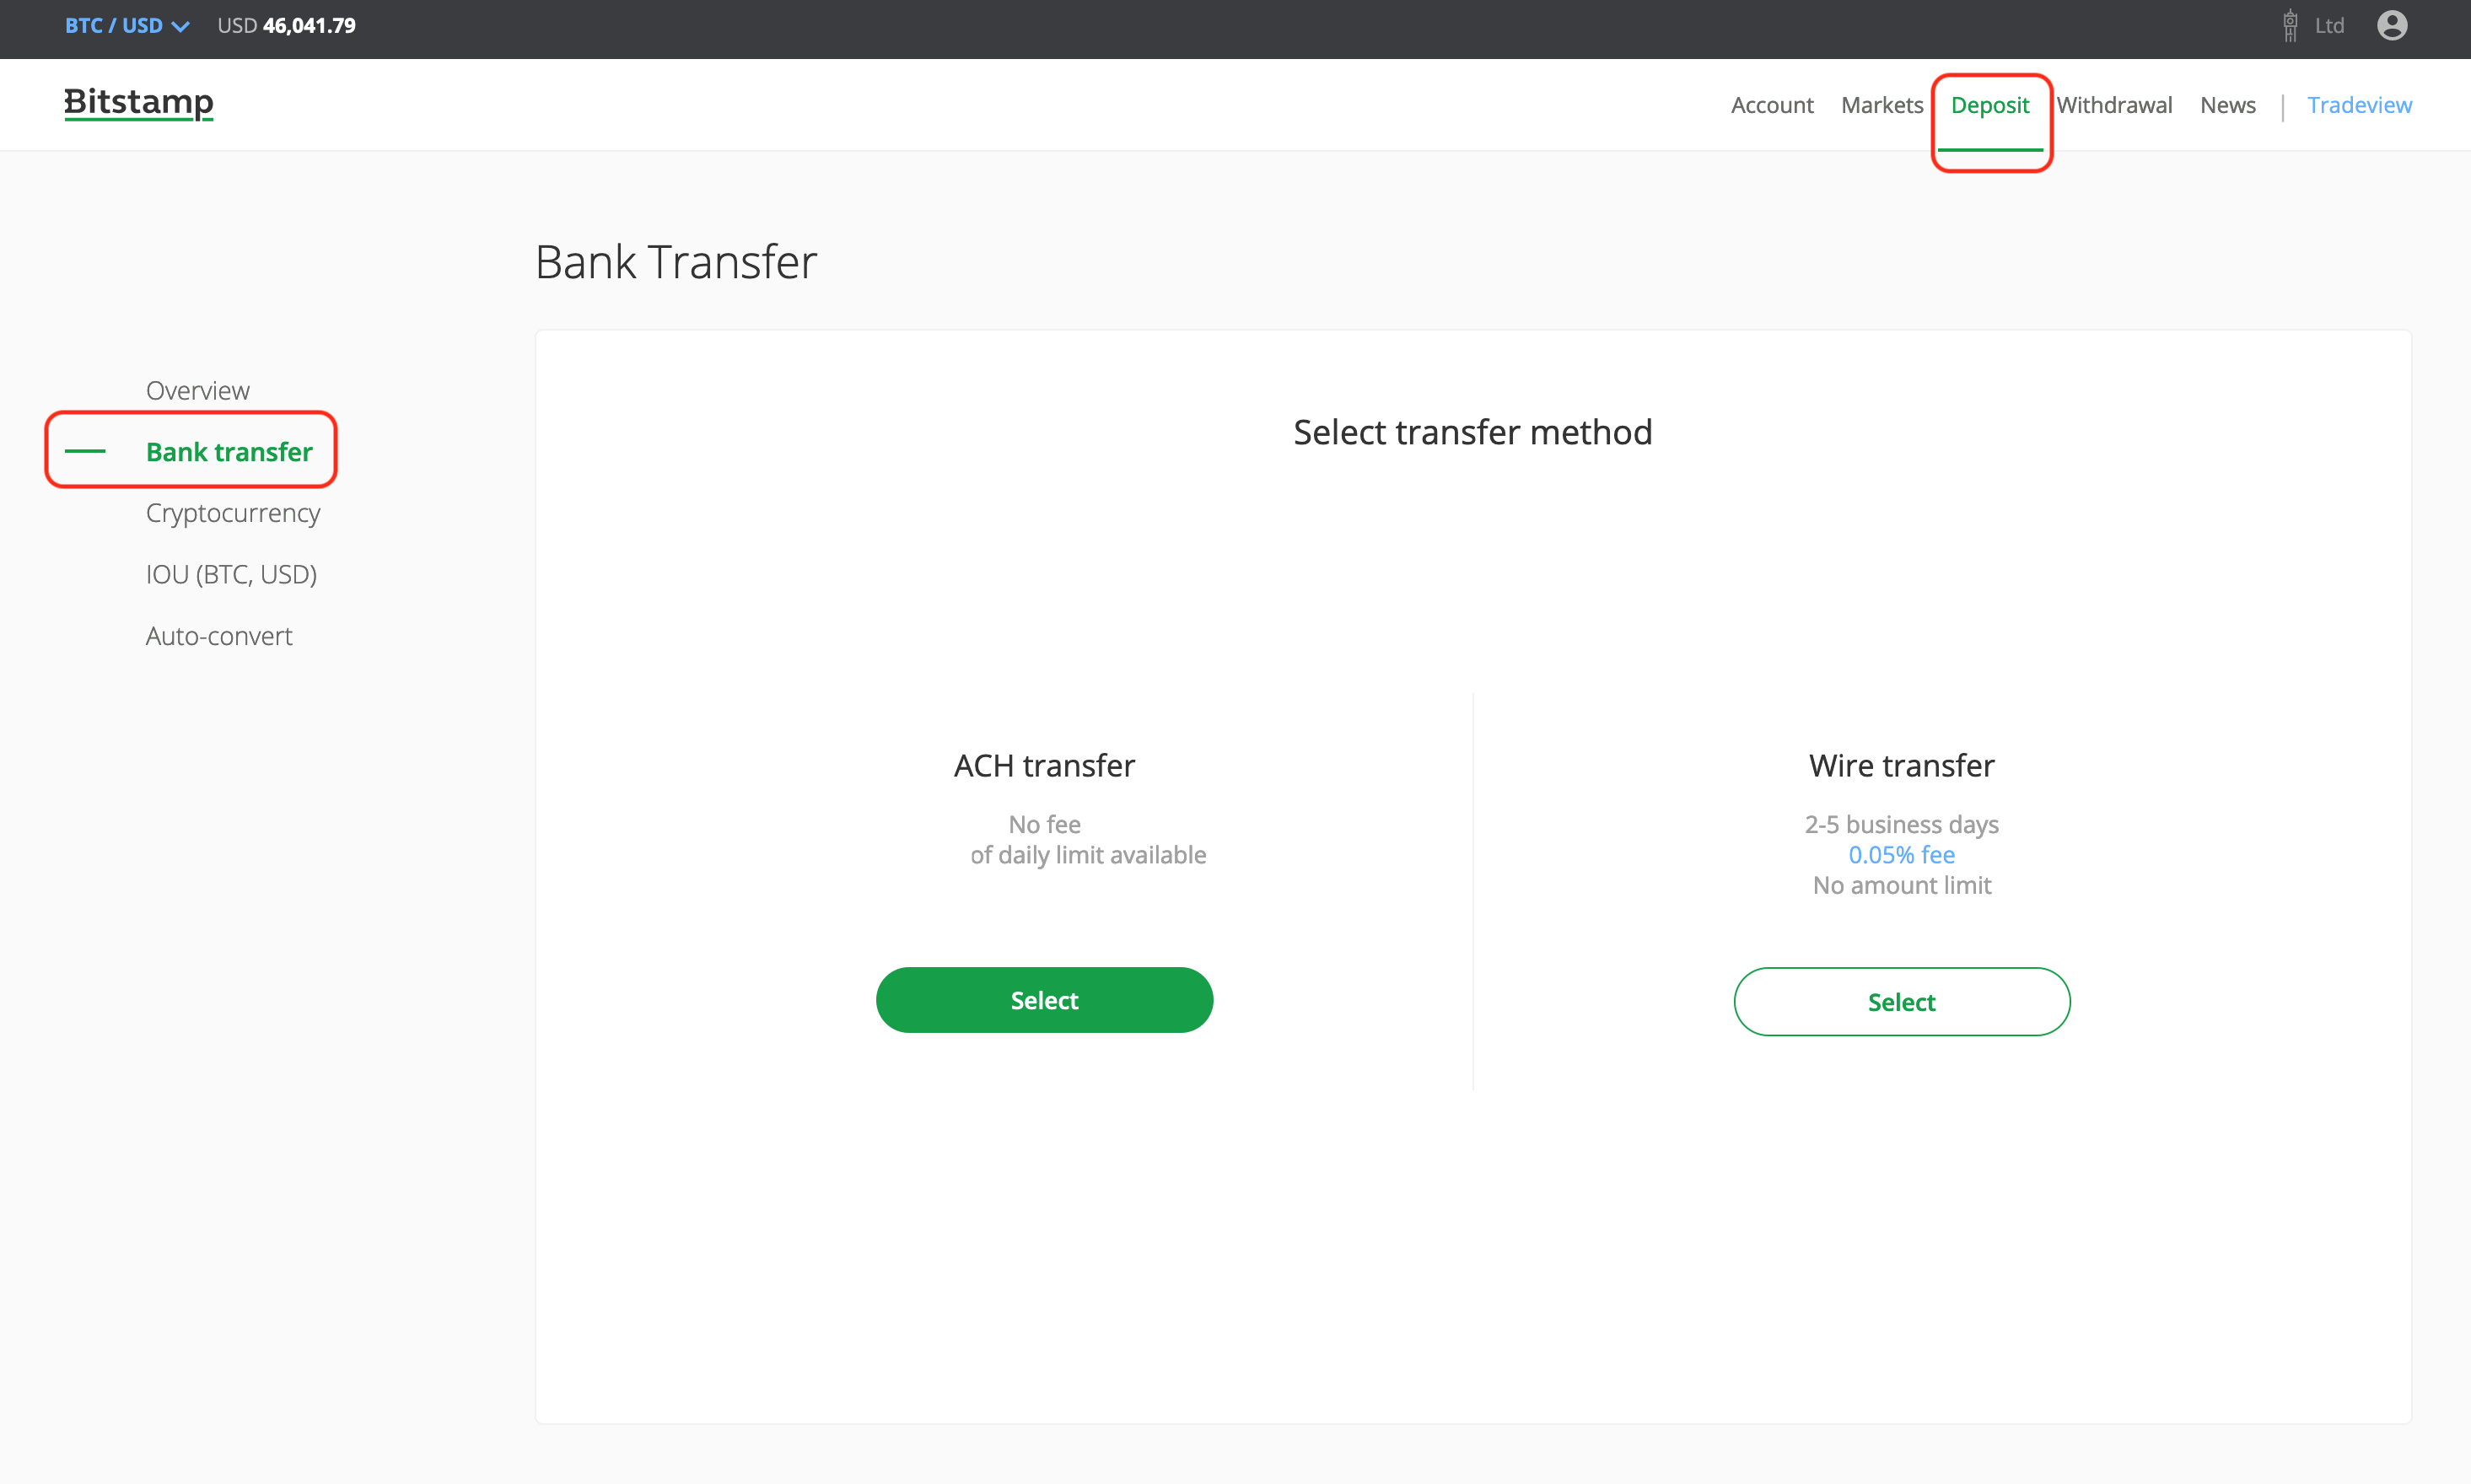 BTC / USD USD 46,041.79 Ltd
Bitstamp Account Markets Deposit Withdrawal News | Tradeview
Bank Transfer
Overview
Bank transfer
Cryptocurrency
IOU (BTC, USD)
Auto-convert
Select transfer method
ACH transfer
No fee
of daily limit available
Select
Wire transfer
2-5 business days
0.05% fee
No amount limit
Select